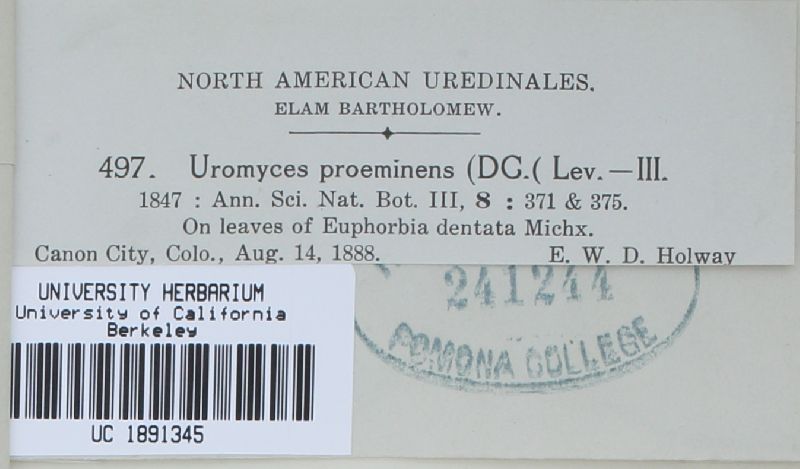 NORTH AMERICAN UREDINALES.
ELAM BARTHOLOMEW.
497. Uromyces proeminens (DC.( Lev.—III.
1847 : Ann. Sci. Nat. Bot. III, 8 : 371 & 375.
On leaves of Euphorbia dentata Michx.
Canon City, Colo., Aug. 14, 1888. E. W. D. Holway
241244
POMONA COLLEGE
UNIVERSITY HERBARIUM
University of California
Berkeley
UC 1891345